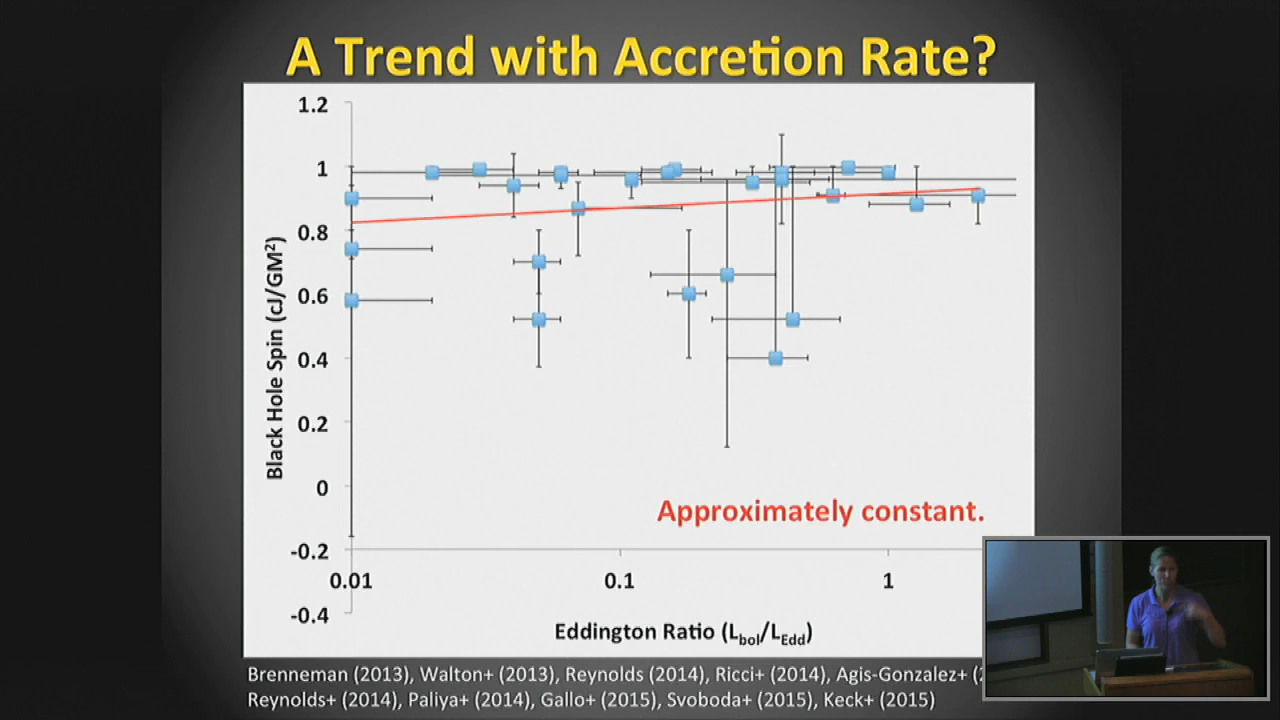 A Trend with Accretion Rate?
1.2
1
0.8
0.6
0.4
0.2
0
-0.2
-0.4
Black Hole Spin (cJ/GM²)
Approximately constant.
0.01 0.1 1
Eddington Ratio (Lbol/LEdd)
Brenneman (2013), Walton+ (2013), Reynolds (2014), Ricci+ (2014), Agis-Gonzalez+
Reynolds+ (2014), Paliya+ (2014), Gallo+ (2015), Svoboda+ (2015), Keck+ (2015)